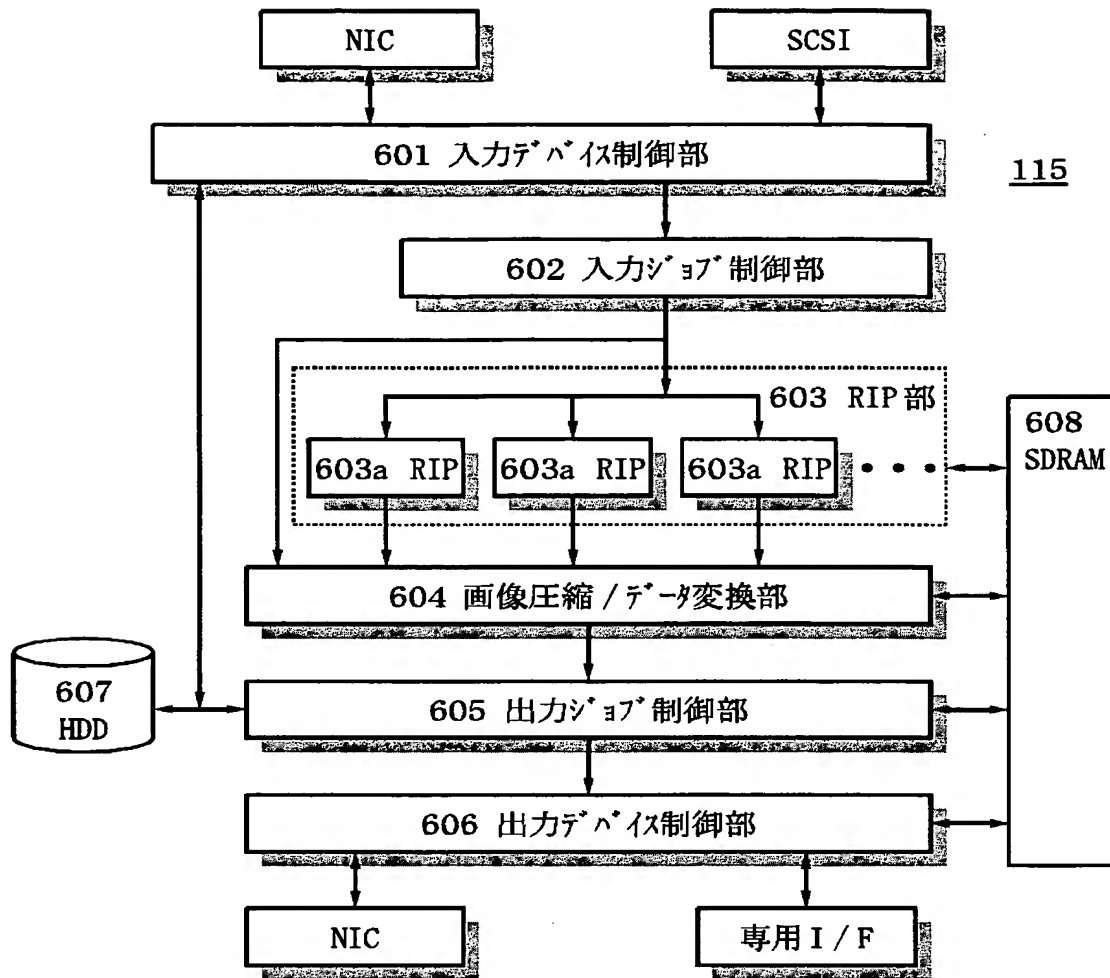 NIC
SCSI
601 入力デバイス制御部
115
602 入力ジョブ制御部
603 RIP部
608
SDRAM
603a RIP
603a RIP
603a RIP
604 画像圧縮/データ変換部
607
HDD
605 出力ジョブ制御部
606 出力デバイス制御部
NIC
専用I/F